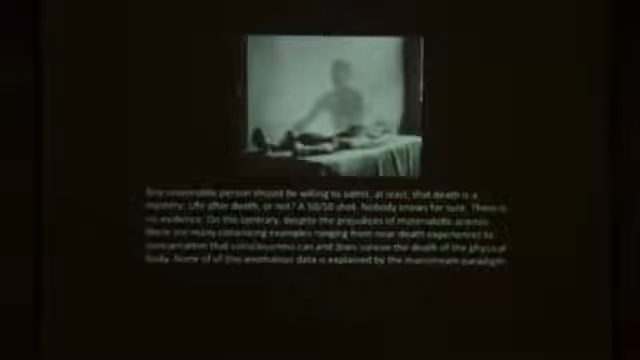 Any reasonable person should be willing to admit, at least, that death is a
mystery. Life after death, or not? A 50/50 shot. Nobody knows for sure. There is
no evidence. On the contrary, despite the prejudices of materialistic science,
there are many convincing examples ranging from near death experiences to
reincarnation that consciousness can and does survive the death of the physical
body. None of of this anomalous data is explained by the mainstream paradigm.